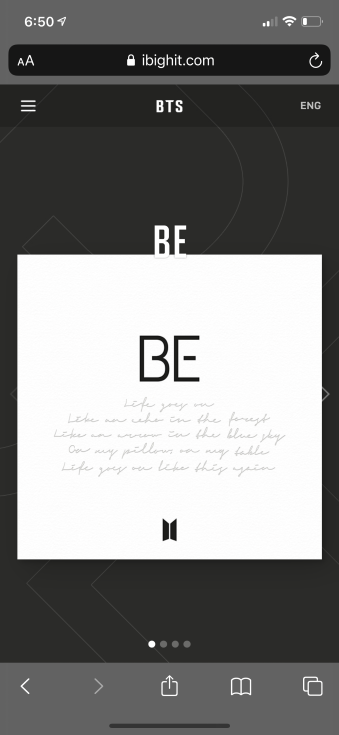 6:50
AA ibighit.com
BTS ENG
BE
BE
Life goes on
Like an echo in the forest
Like an arrow in the blue sky
On my pillow, on my table
Life goes on like this again